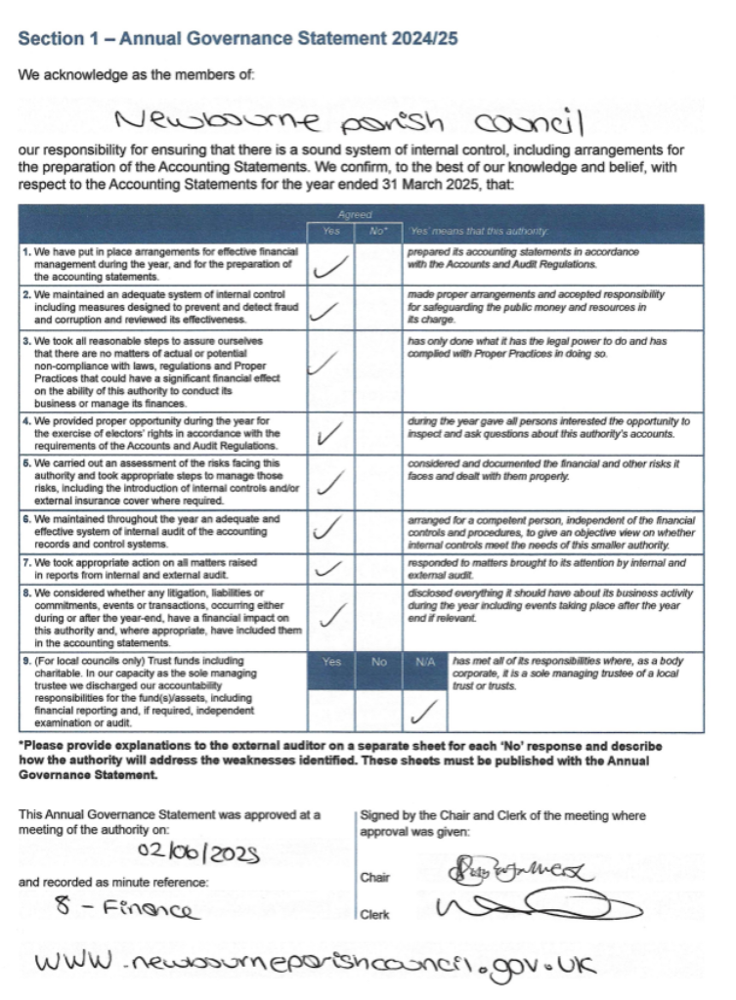 Section 1 – Annual Governance Statement 2024/25
We acknowledge as the members of:
Newbourne parish council
our responsibility for ensuring that there is a sound system of internal control, including arrangements for
the preparation of the Accounting Statements. We confirm, to the best of our knowledge and belief, with
respect to the Accounting Statements for the year ended 31 March 2025, that:
Agreed
Yes No* 'Yes' means that this authority:
1. We have put in place arrangements for effective financial
management during the year, and for the preparation of
the accounting statements.
prepared its accounting statements in accordance
with the Accounts and Audit Regulations.
2. We maintained an adequate system of internal control
including measures designed to prevent and detect fraud
and corruption and reviewed its effectiveness.
made proper arrangements and accepted responsibility
for safeguarding the public money and resources in
its charge.
3. We took all reasonable steps to assure ourselves
that there are no matters of actual or potential
non-compliance with laws, regulations and Proper
Practices that could have a significant financial effect
on the ability of this authority to conduct its
business or manage its finances.
has only done what it has the legal power to do and has
complied with Proper Practices in doing so.
4. We provided proper opportunity during the year for
the exercise of electors' rights in accordance with the
requirements of the Accounts and Audit Regulations.
during the year gave all persons interested the opportunity to
inspect and ask questions about this authority's accounts.
5. We carried out an assessment of the risks facing this
authority and took appropriate steps to manage those
risks, including the introduction of internal controls and/or
external insurance cover where required.
considered and documented the financial and other risks it
faces and dealt with them properly.
6. We maintained throughout the year an adequate and
effective system of internal audit of the accounting
records and control systems.
arranged for a competent person, independent of the financial
controls and procedures, to give an objective view on whether
internal controls meet the needs of this smaller authority.
7. We took appropriate action on all matters raised
in reports from internal and external audit.
responded to matters brought to its attention by internal and
external audit.
8. We considered whether any litigation, liabilities or
commitments, events or transactions, occurring either
during or after the year-end, have a financial impact on
this authority and, where appropriate, have included them
in the accounting statements.
disclosed everything it should have about its business activity
during the year including events taking place after the year
end if relevant.
9. (For local councils only) Trust funds including
charitable. In our capacity as the sole managing
trustee we discharged our accountability
responsibilities for the fund(s)/assets, including
financial reporting and, if required, independent
examination or audit.
Yes No N/A
has met all of its responsibilities where, as a body
corporate, it is a sole managing trustee of a local
trust or trusts.
*Please provide explanations to the external auditor on a separate sheet for each 'No' response and describe
how the authority will address the weaknesses identified. These sheets must be published with the Annual
Governance Statement.
This Annual Governance Statement was approved at a
meeting of the authority on:
02/06/2025
and recorded as minute reference:
8 - Finance
Signed by the Chair and Clerk of the meeting where
approval was given:
Chair
Clerk
www.newbourneparishcouncil.gov.uk